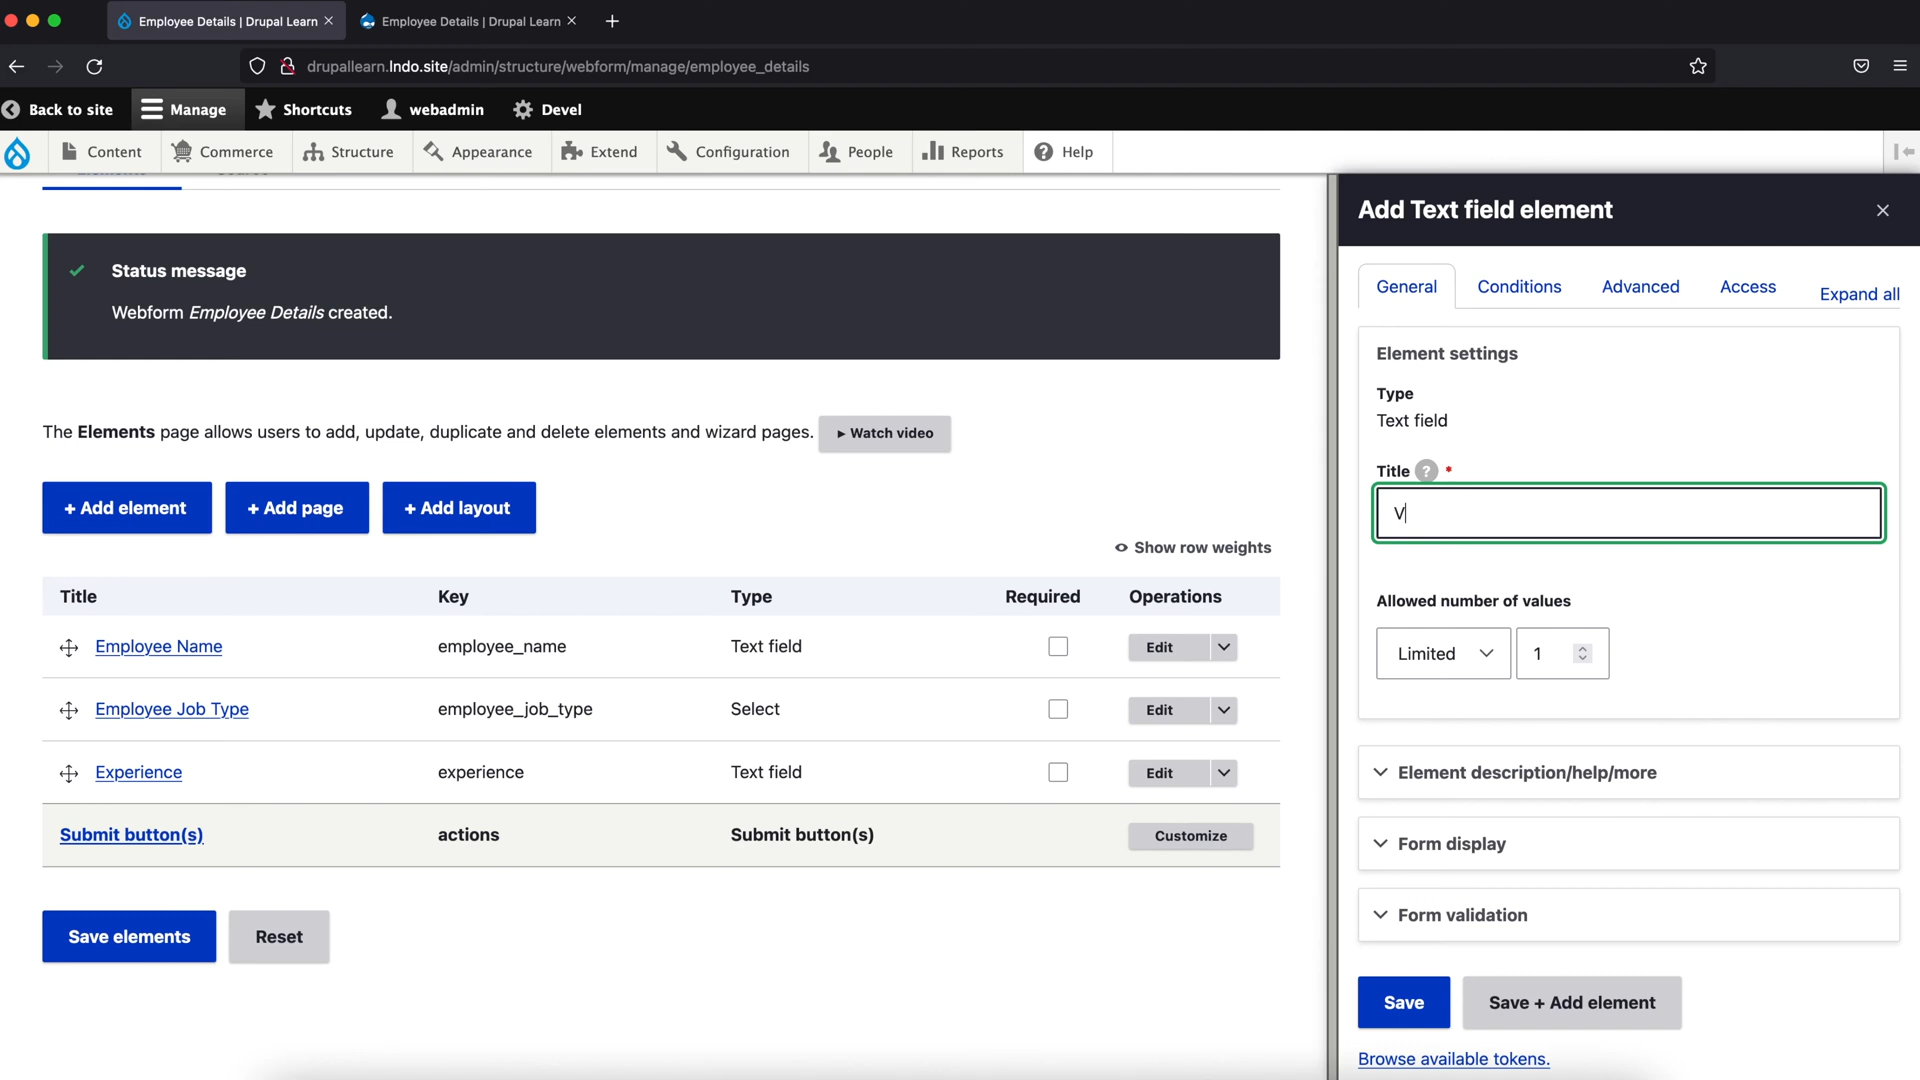 Employee Details | Drupal Learn
Employee Details | Drupal Learn
drupallearn.lndo.site/admin/structure/webform/manage/employee_details
Back to site
Manage
Shortcuts
webadmin
Devel
Content
Commerce
Structure
Appearance
Extend
Configuration
People
Reports
Help
Status message
Webform Employee Details created.
The Elements page allows users to add, update, duplicate and delete elements and wizard pages.
▸ Watch video
+ Add element
+ Add page
+ Add layout
Show row weights
Title Key Type Required Operations
Employee Name employee_name Text field Edit
Employee Job Type employee_job_type Select Edit
Experience experience Text field Edit
Submit button(s) actions Submit button(s) Customize
Save elements
Reset
Add Text field element
General
Conditions
Advanced
Access
Expand all
Element settings
Type
Text field
Title ? *
V
Allowed number of values
Limited
1
Element description/help/more
Form display
Form validation
Save
Save + Add element
Browse available tokens.